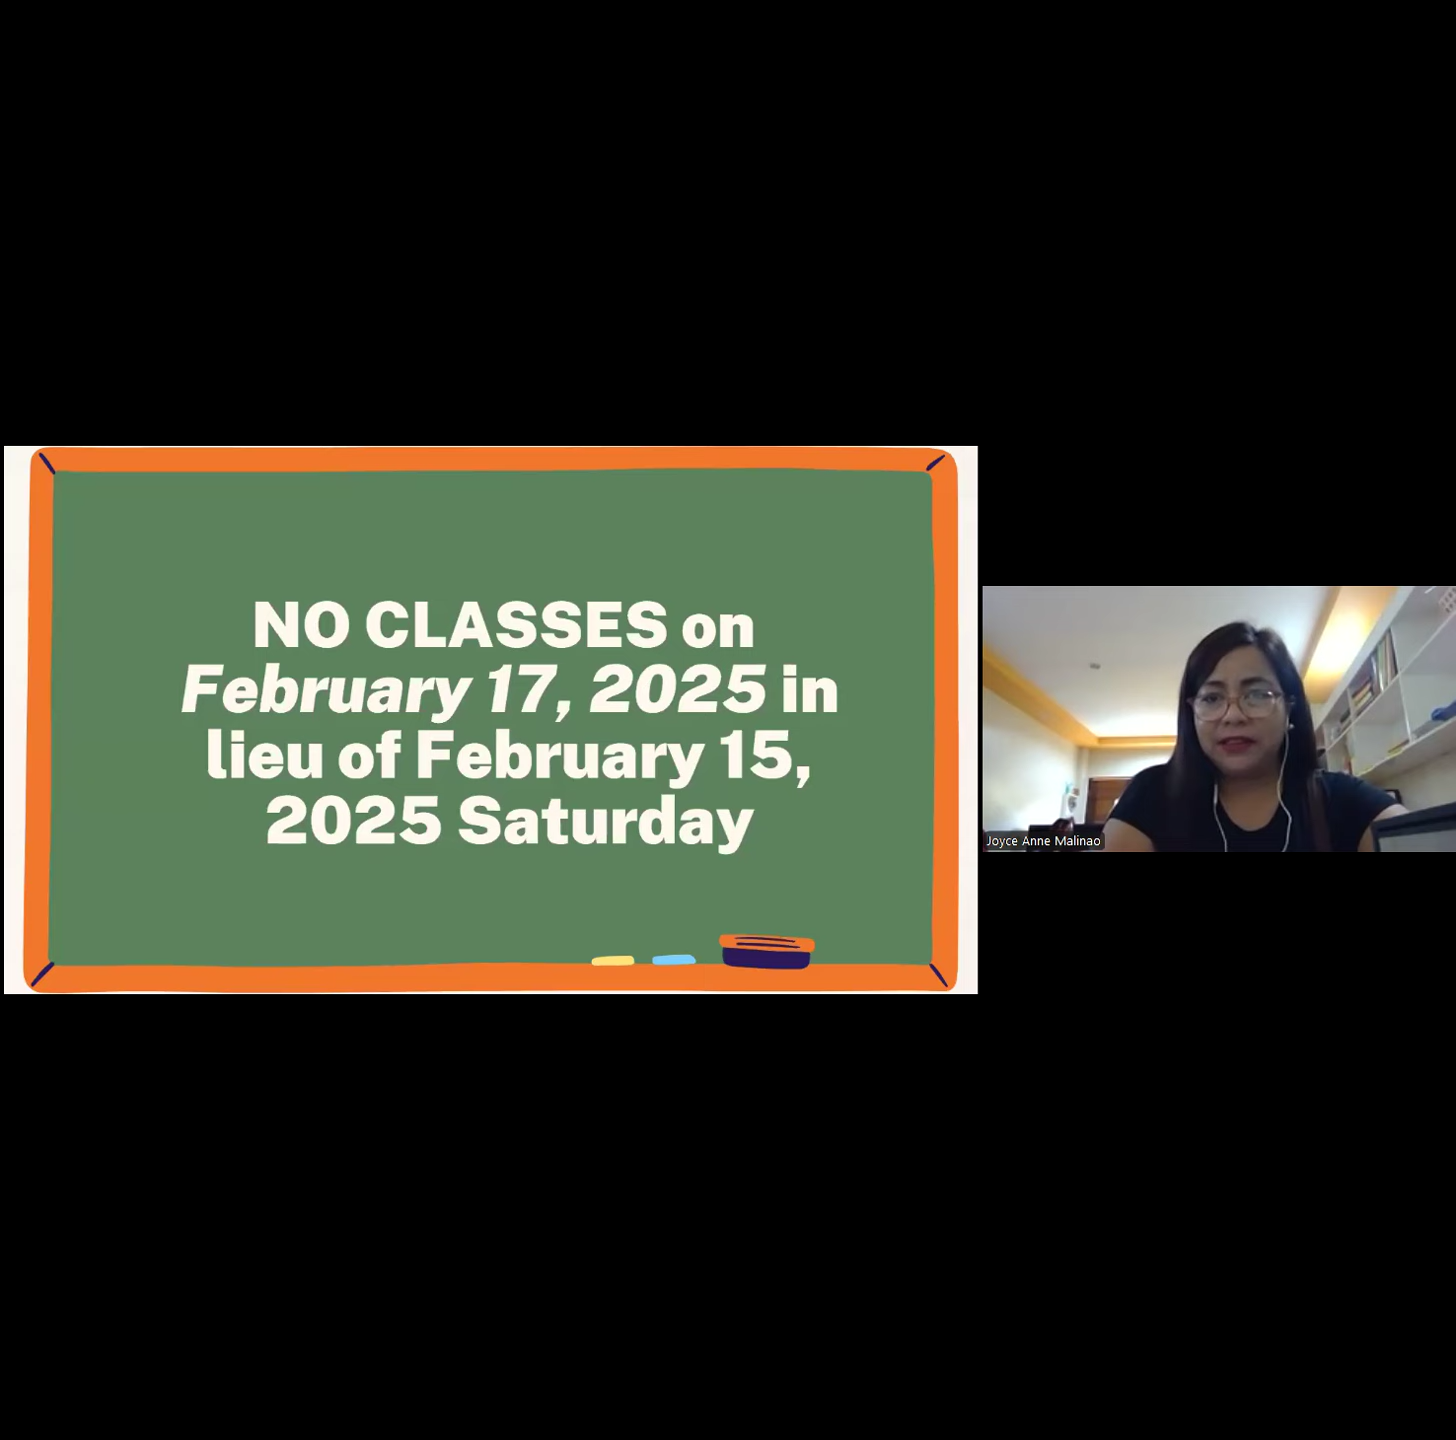 NO CLASSES on
February 17, 2025 in
lieu of February 15,
2025 Saturday
Joyce Anne Malinao